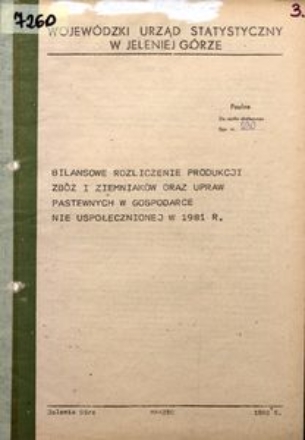 7260
3.
WOJEWÓDZKI URZĄD STATYSTYCZNY
W JELENIEJ GÓRZE
Poufne
BILANSOWE ROZLICZENIE PRODUKCJI
ZBÓŻ I ZIEMNIAKÓW ORAZ UPRAW
PASTEWNYCH W GOSPODARCE
NIE USPOŁECZNIONEJ W 1981 R.
Jelenia Góra